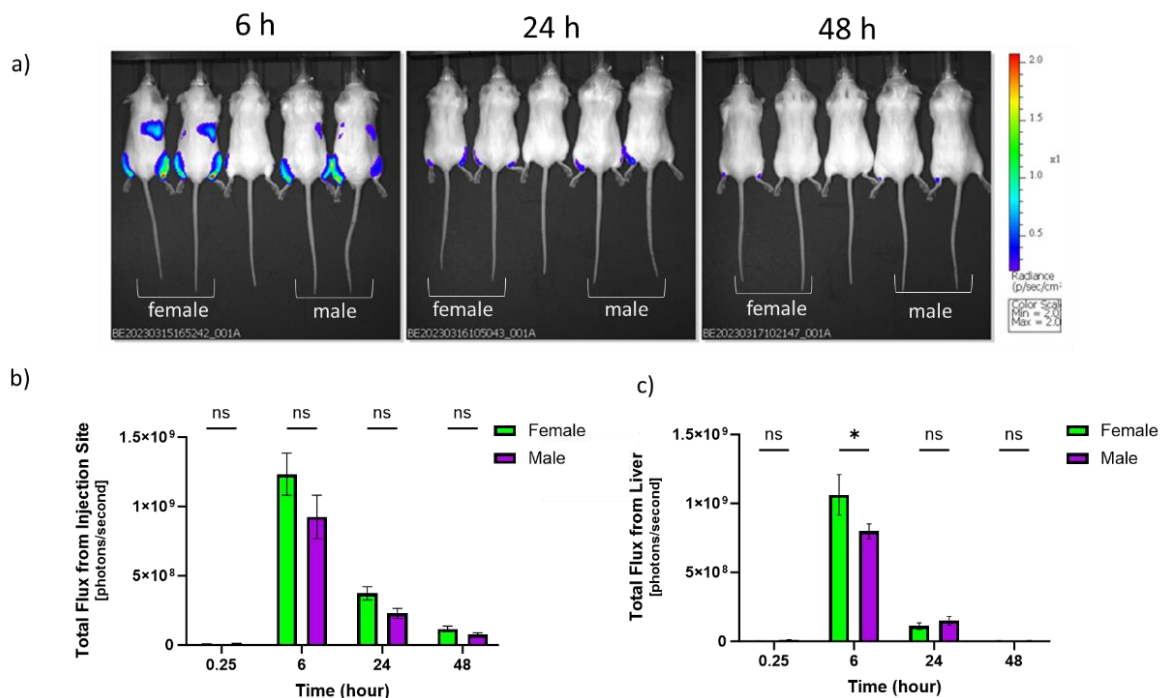 6 h
24 h
48 h
a)
female
male
BE20230315165242_001A
female
male
BE20230316105043_001A
female
male
BE20230317102147_001A
2.0
1.5
x1
1.0
0.5
Radiance
(p/sec/cm
Color Scal
Min = 2.0
Max = 2.0
b)
Total Flux from Injection Site
[photons/second]
1.5×10⁹
1×10⁹
5×10⁸
0
ns
ns
ns
ns
Female
Male
0.25
6
24
48
Time (hour)
c)
Total Flux from Liver
[photons/second]
1.5×10⁹
1×10⁹
5×10⁸
0
ns
*
ns
ns
Female
Male
0.25
6
24
48
Time (hour)